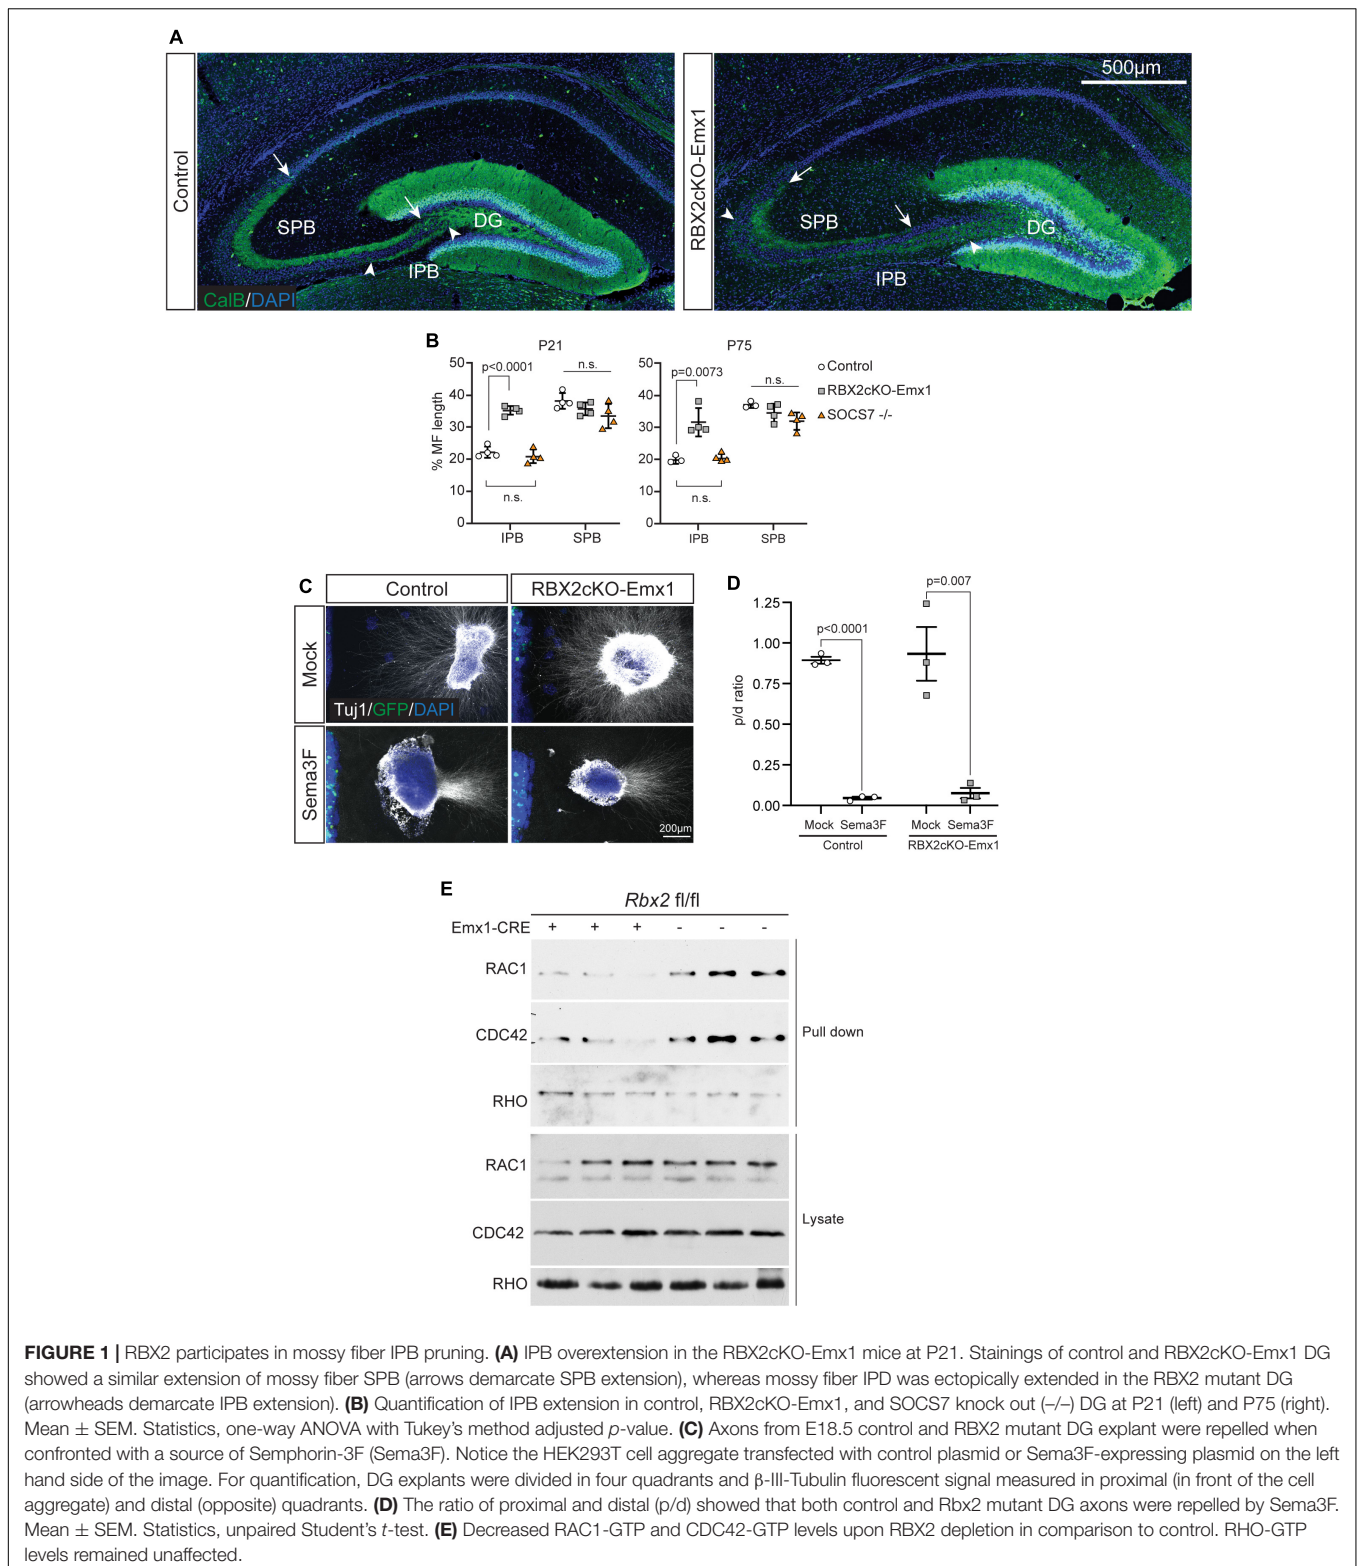 A
Control
SPB
DG
IPB
CalB/DAPI
RBX2cKO-Emx1
500µm
SPB
DG
IPB
B
P21
P75
% MF length
50
40
30
20
10
0
p<0.0001
n.s.
n.s.
IPB
SPB
50
40
30
20
10
0
p=0.0073
n.s.
n.s.
IPB
SPB
Control
RBX2cKO-Emx1
SOCS7 -/-
C
Control
RBX2cKO-Emx1
Mock
Tuj1/GFP/DAPI
Sema3F
200µm
D
p/d ratio
1.25
1.00
0.75
0.50
0.25
0.00
p<0.0001
p=0.007
Mock Sema3F Mock Sema3F
Control RBX2cKO-Emx1
E
Rbx2 fl/fl
Emx1-CRE + + + - - -
RAC1
CDC42
RHO
Pull down
RAC1
CDC42
RHO
Lysate
FIGURE 1 | RBX2 participates in mossy fiber IPB pruning. (A) IPB overextension in the RBX2cKO-Emx1 mice at P21. Stainings of control and RBX2cKO-Emx1 DG
showed a similar extension of mossy fiber SPB (arrows demarcate SPB extension), whereas mossy fiber IPD was ectopically extended in the RBX2 mutant DG
(arrowheads demarcate IPB extension). (B) Quantification of IPB extension in control, RBX2cKO-Emx1, and SOCS7 knock out (–/–) DG at P21 (left) and P75 (right).
Mean ± SEM. Statistics, one-way ANOVA with Tukey's method adjusted p-value. (C) Axons from E18.5 control and RBX2 mutant DG explant were repelled when
confronted with a source of Semphorin-3F (Sema3F). Notice the HEK293T cell aggregate transfected with control plasmid or Sema3F-expressing plasmid on the left
hand side of the image. For quantification, DG explants were divided in four quadrants and β-III-Tubulin fluorescent signal measured in proximal (in front of the cell
aggregate) and distal (opposite) quadrants. (D) The ratio of proximal and distal (p/d) showed that both control and Rbx2 mutant DG axons were repelled by Sema3F.
Mean ± SEM. Statistics, unpaired Student's t-test. (E) Decreased RAC1-GTP and CDC42-GTP levels upon RBX2 depletion in comparison to control. RHO-GTP
levels remained unaffected.